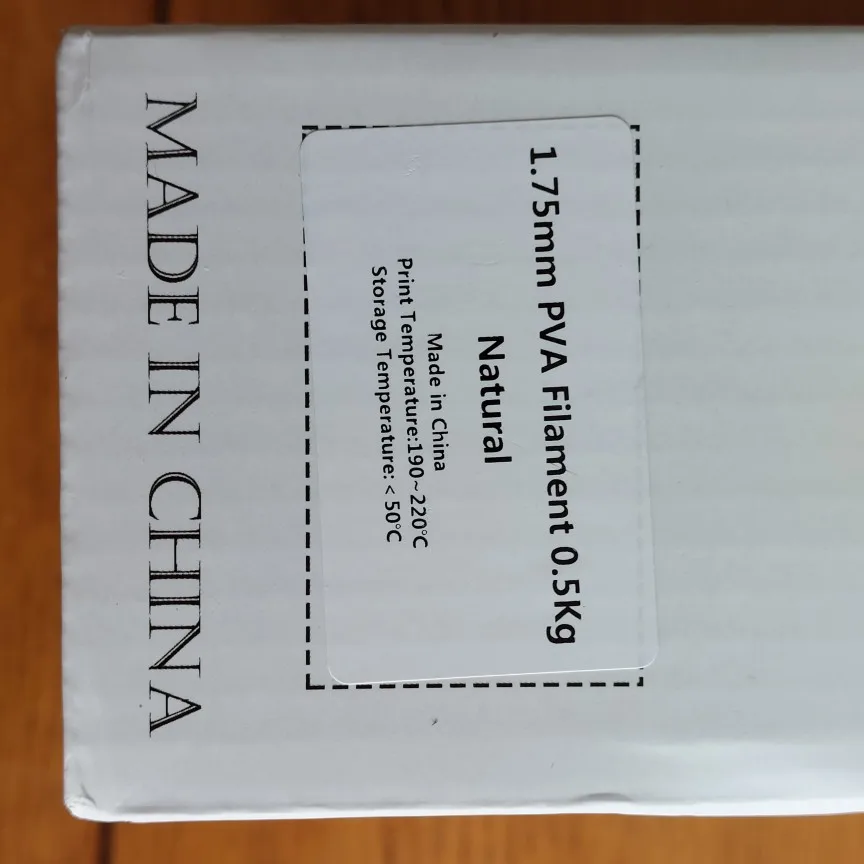 1.75mm PVA Filament 0.5Kg
Natural
Made in China
Print Temperature:190~220°C
Storage Temperature: < 50°C
MADE IN CHINA